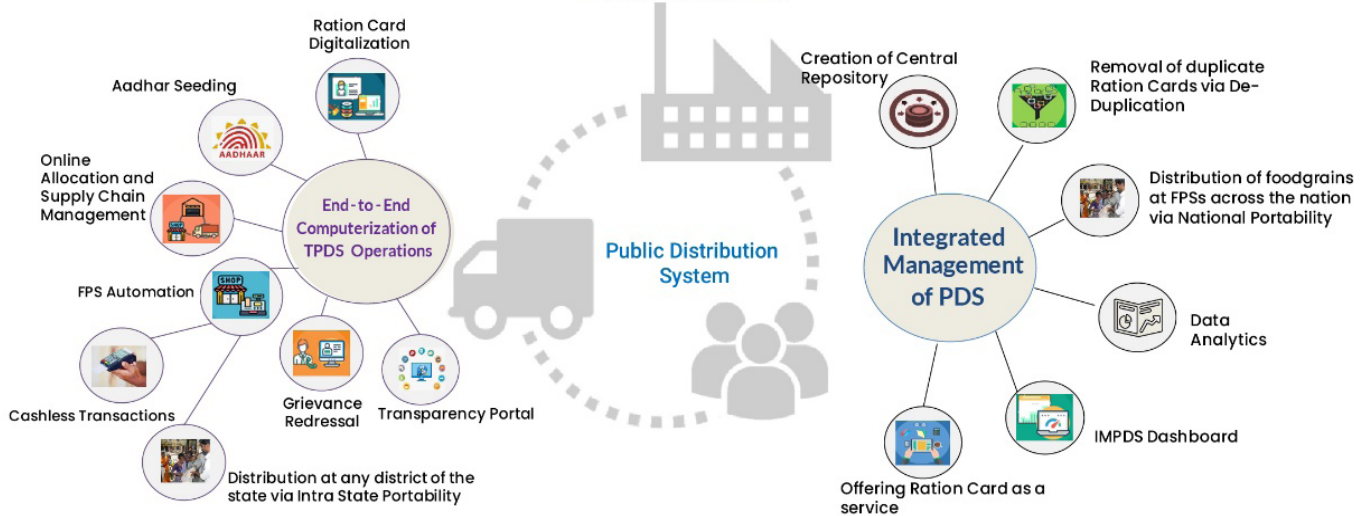 Ration Card
Digitalization
Aadhar Seeding
AADHAAR
Online
Allocation and
Supply Chain
Management
End-to-End
Computerization of
TPDS Operations
FPS Automation
SHOP
Cashless Transactions
Grievance
Redressal
Transparency Portal
Distribution at any district of the
state via Intra State Portability
Public Distribution
System
Creation of Central
Repository
Removal of duplicate
Ration Cards via De-
Duplication
Distribution of foodgrains
at FPSs across the nation
via National Portability
Integrated
Management
of PDS
Data
Analytics
IMPDS Dashboard
Offering Ration Card as a
service